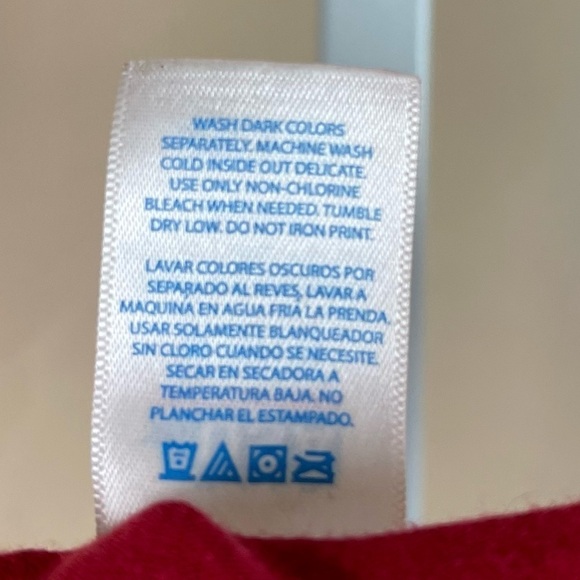 WASH DARK COLORS
SEPARATELY. MACHINE WASH
COLD INSIDE OUT DELICATE.
USE ONLY NON-CHLORINE
BLEACH WHEN NEEDED. TUMBLE
DRY LOW. DO NOT IRON PRINT.
LAVAR COLORES OSCUROS POR
SEPARADO AL REVES, LAVAR A
MAQUINA EN AGUA FRIA LA PRENDA.
USAR SOLAMENTE BLANQUEADOR
SIN CLORO CUANDO SE NECESITE.
SECAR EN SECADORA A
TEMPERATURA BAJA. NO
PLANCHAR EL ESTAMPADO.